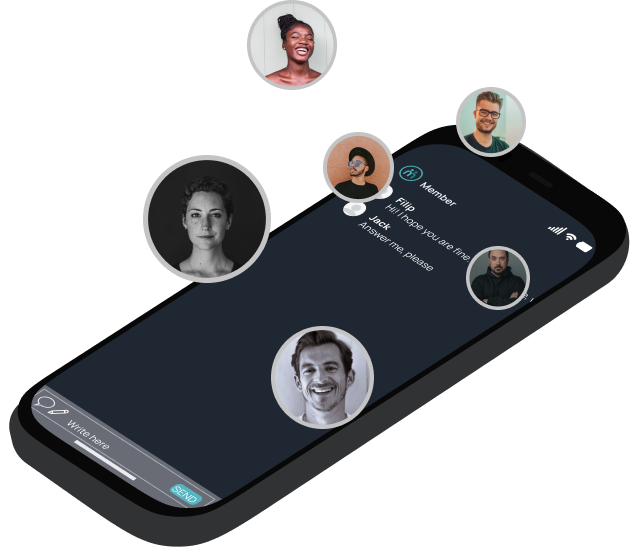 Member
Filip
Hi! I hope you are fine
Jack
Answer me, please
Write here
SEND